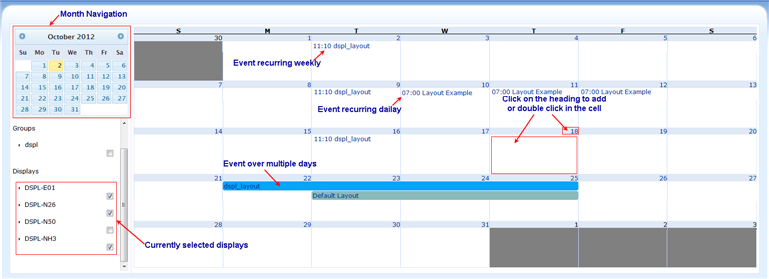 Month Navigation
October 2012
Su Mo Tu We Th Fr Sa
1 2 3 4 5 6
7 8 9 10 11 12 13
14 15 16 17 18 19 20
21 22 23 24 25 26 27
28 29 30 31
Groups
dspl
Displays
DSPL-E01
DSPL-N26
DSPL-N50
DSPL-NH3
Currently selected displays
S M T W T F S
30 1 2 3 4 5 6
11:10 dspl_layout
Event recurring weekly
7 8 9 10 11 12 13
11:10 dspl_layout 07:00 Layout Example 07:00 Layout Example 07:00 Layout Example
Event recurring dailay
Click on the heading to add
or double click in the cell
14 15 16 17 18 19 20
11:10 dspl_layout
Event over multiple days
21 22 23 24 25 26 27
dspl_layout
Default Layout
28 29 30 31